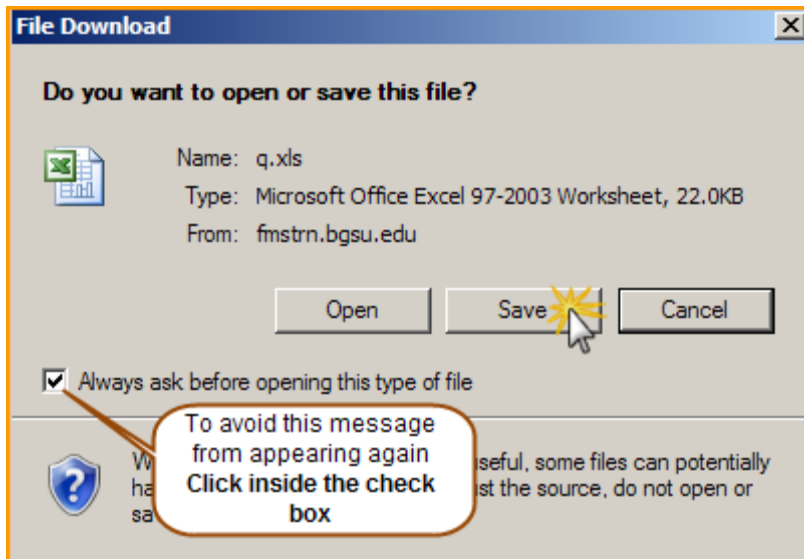 File Download
Do you want to open or save this file?
Name: q.xls
Type: Microsoft Office Excel 97-2003 Worksheet, 22.0KB
From: fmstrn.bgsu.edu
Open Save Cancel
Always ask before opening this type of file
To avoid this message
from appearing again
Click inside the check
box
useful, some files can potentially
ha
the source, do not open or
sa